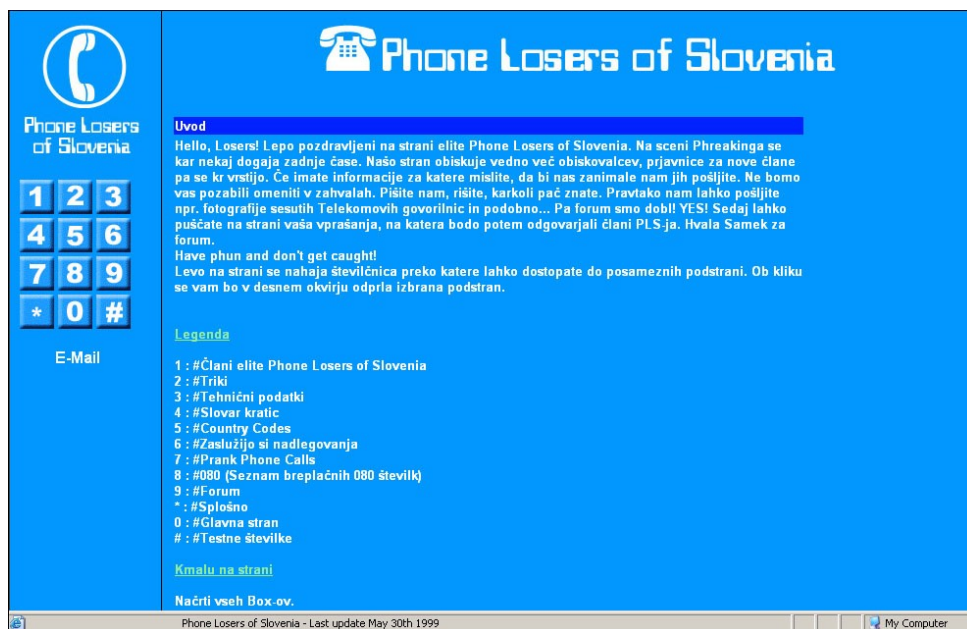 Phone Losers of Slovenia
Phone Losers
of Slovenia
1 2 3
4 5 6
7 8 9
* 0 #
E-Mail
Uvod
Hello, Losers! Lepo pozdravljeni na strani elite Phone Losers of Slovenia. Na sceni Phreakinga se
kar nekaj dogaja zadnje čase. Našo stran obiskuje vedno več obiskovalcev, prjavnice za nove člane
pa se kr vrstijo. Če imate informacije za katere mislite, da bi nas zanimale nam jih pošljite. Ne bomo
vas pozabili omeniti v zahvalah. Pišite nam, rišite, karkoli pač znate. Pravtako nam lahko pošljite
npr. fotografije sesutih Telekomovih govorilnic in podobno... Pa forum smo dobl! YES! Sedaj lahko
puščate na strani vaša vprašanja, na katera bodo potem odgovarjali člani PLS-ja. Hvala Samek za
forum.
Have phun and don't get caught!
Levo na strani se nahaja številčnica preko katere lahko dostopate do posameznih podstrani. Ob kliku
se vam bo v desnem okvirju odprla izbrana podstran.
Legenda
1 : #Člani elite Phone Losers of Slovenia
2 : #Triki
3 : #Tehnični podatki
4 : #Slovar kratic
5 : #Country Codes
6 : #Zaslužijo si nadlegovanja
7 : #Prank Phone Calls
8 : #080 (Seznam breplačnih 080 številk)
9 : #Forum
* : #Splošno
0 : #Glavna stran
# : #Testne številke
Kmalu na strani
Načrti vseh Box-ov.
Phone Losers of Slovenia - Last update May 30th 1999
My Computer